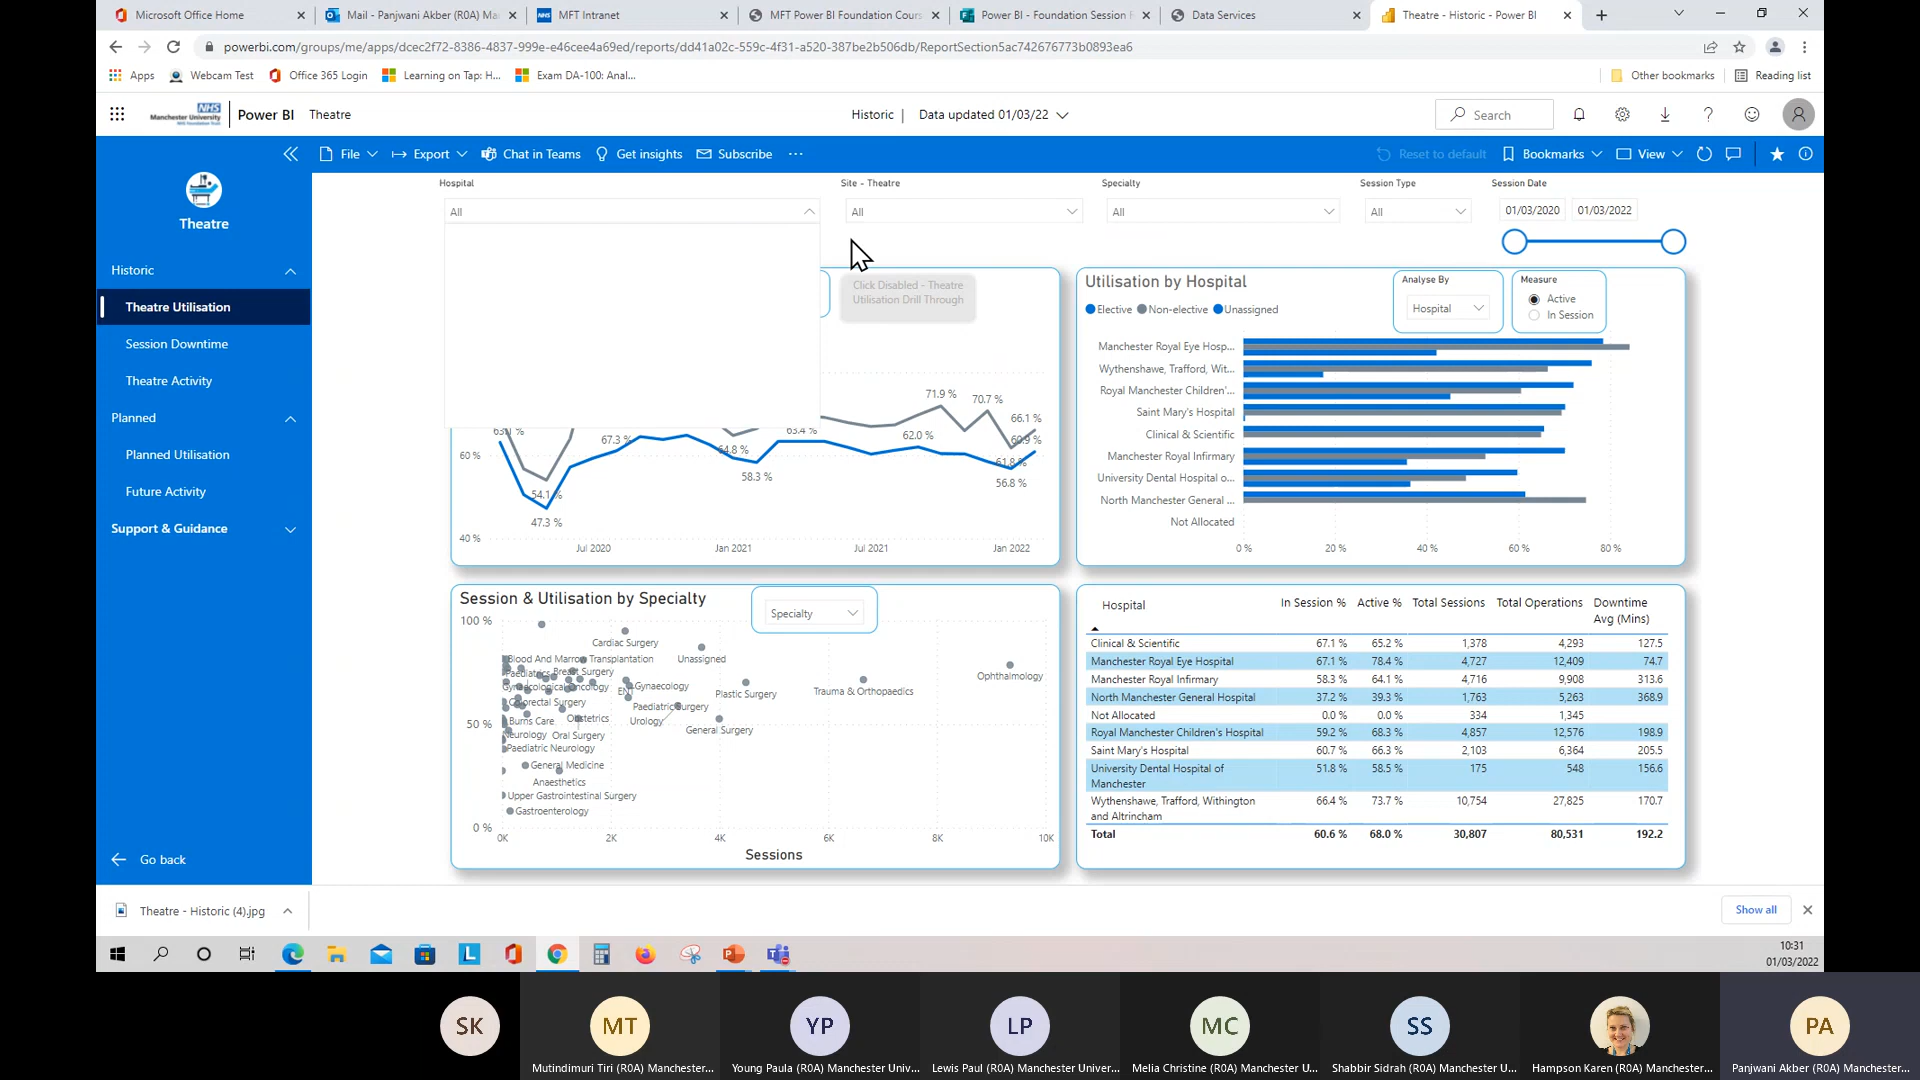 Microsoft Office Home
Mail - Panjwani Akber (R0A) Ma
MFT Intranet
MFT Power BI Foundation Cours
Power BI - Foundation Session F
Data Services
Theatre - Historic - Power BI
powerbi.com/groups/me/apps/dcec2f72-8386-4837-999e-e46cee4a69ed/reports/dd41a02c-559c-4f31-a520-387be2b506db/ReportSection5ac742676773b0893ea6
Apps
Webcam Test
Office 365 Login
Learning on Tap: H...
Exam DA-100: Anal...
Other bookmarks
Reading list
NHS
Manchester University
Power BI
Theatre
Historic | Data updated 01/03/22
Search
File
Export
Chat in Teams
Get insights
Subscribe
Reset to default
Bookmarks
View
Theatre
Historic
Theatre Utilisation
Session Downtime
Theatre Activity
Planned
Planned Utilisation
Future Activity
Support & Guidance
Go back
Hospital
All
Site - Theatre
All
Specialty
All
Session Type
All
Session Date
01/03/2020
01/03/2022
Click Disabled - Theatre
Utilisation Drill Through
71.9 %
70.7 %
66.1 %
67.3 %
64.8 %
63.4 %
62.0 %
60.9 %
61.8 %
58.3 %
56.8 %
54.1 %
47.3 %
60 %
40 %
Jul 2020
Jan 2021
Jul 2021
Jan 2022
Utilisation by Hospital
Analyse By
Hospital
Measure
Active
In Session
Elective
Non-elective
Unassigned
Manchester Royal Eye Hosp...
Wythenshawe, Trafford, Wit...
Royal Manchester Children'...
Saint Mary's Hospital
Clinical & Scientific
Manchester Royal Infirmary
University Dental Hospital o...
North Manchester General ...
Not Allocated
0 %
20 %
40 %
60 %
80 %
Session & Utilisation by Specialty
Specialty
100 %
50 %
0 %
Cardiac Surgery
Blood And Marrow Transplantation
Unassigned
Paediatrics
Breast Surgery
Ophthalmology
Gynaecological Oncology
ENT
Gynaecology
Plastic Surgery
Trauma & Orthopaedics
Colorectal Surgery
Paediatric Surgery
Burns Care
Obstetrics
Urology
General Surgery
Neurology
Oral Surgery
Paediatric Neurology
General Medicine
Anaesthetics
Upper Gastrointestinal Surgery
Gastroenterology
0K
2K
4K
6K
8K
10K
Sessions
Hospital In Session % Active % Total Sessions Total Operations Downtime
Avg (Mins)
Clinical & Scientific 67.1 % 65.2 % 1,378 4,293 127.5
Manchester Royal Eye Hospital 67.1 % 78.4 % 4,727 12,409 74.7
Manchester Royal Infirmary 58.3 % 64.1 % 4,716 9,908 313.6
North Manchester General Hospital 37.2 % 39.3 % 1,763 5,263 368.9
Not Allocated 0.0 % 0.0 % 334 1,345
Royal Manchester Children's Hospital 59.2 % 68.3 % 4,857 12,576 198.9
Saint Mary's Hospital 60.7 % 66.3 % 2,103 6,364 205.5
University Dental Hospital of 51.8 % 58.5 % 175 548 156.6
Manchester
Wythenshawe, Trafford, Withington 66.4 % 73.7 % 10,754 27,825 170.7
and Altrincham
Total 60.6 % 68.0 % 30,807 80,531 192.2
Theatre - Historic (4).jpg
Show all
10:31
01/03/2022
SK
MT
YP
LP
MC
SS
PA
Mutindimuri Tiri (R0A) Manchester...
Young Paula (R0A) Manchester Univ...
Lewis Paul (R0A) Manchester Univer...
Melia Christine (R0A) Manchester U...
Shabbir Sidrah (R0A) Manchester U...
Hampson Karen (R0A) Manchester...
Panjwani Akber (R0A) Manchester...